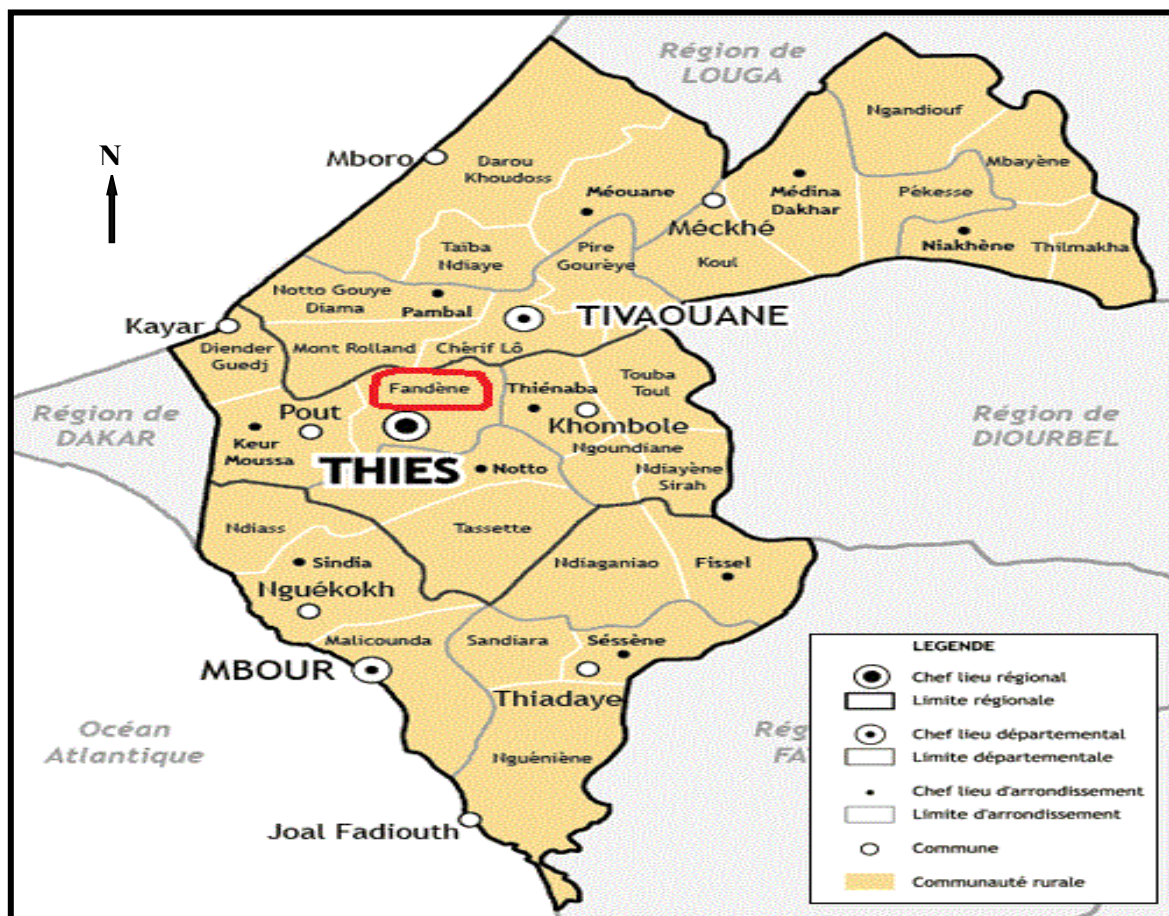 Région de
LOUGA
Ngandiouf
N
Mboro
Darou
Khoudoss
Mbayène
Méouane
Médina
Dakhar
Pékesse
Méckhé
Taïba
Ndiaye
Pire
Gourèye
Koul
Niakhène
Thilmakha
Notto Gouye
Diama
Pambal
Kayar
TIVAOUANE
Diender
Guedj
Mont Rolland
Chèrif Lô
Fandène
Thiénaba
Touba
Toul
Région de
DAKAR
Pout
Khombole
Région de
DIOURBEL
Keur
Moussa
THIES
Notto
Ngoundiane
Ndiayène
Sirah
Ndiass
Tassette
Sindia
Ndiaganiao
Fissel
Nguékokh
Malicounda
Sandiara
Séssène
MBOUR
Thiadaye
Océan
Atlantique
Nguéniène
Joal Fadiouth
LEGENDE
Chef lieu régional
Limite régionale
Chef lieu départemental
Limite départementale
Chef lieu d'arrondissement
Limite d'arrondissement
Commune
Communauté rurale